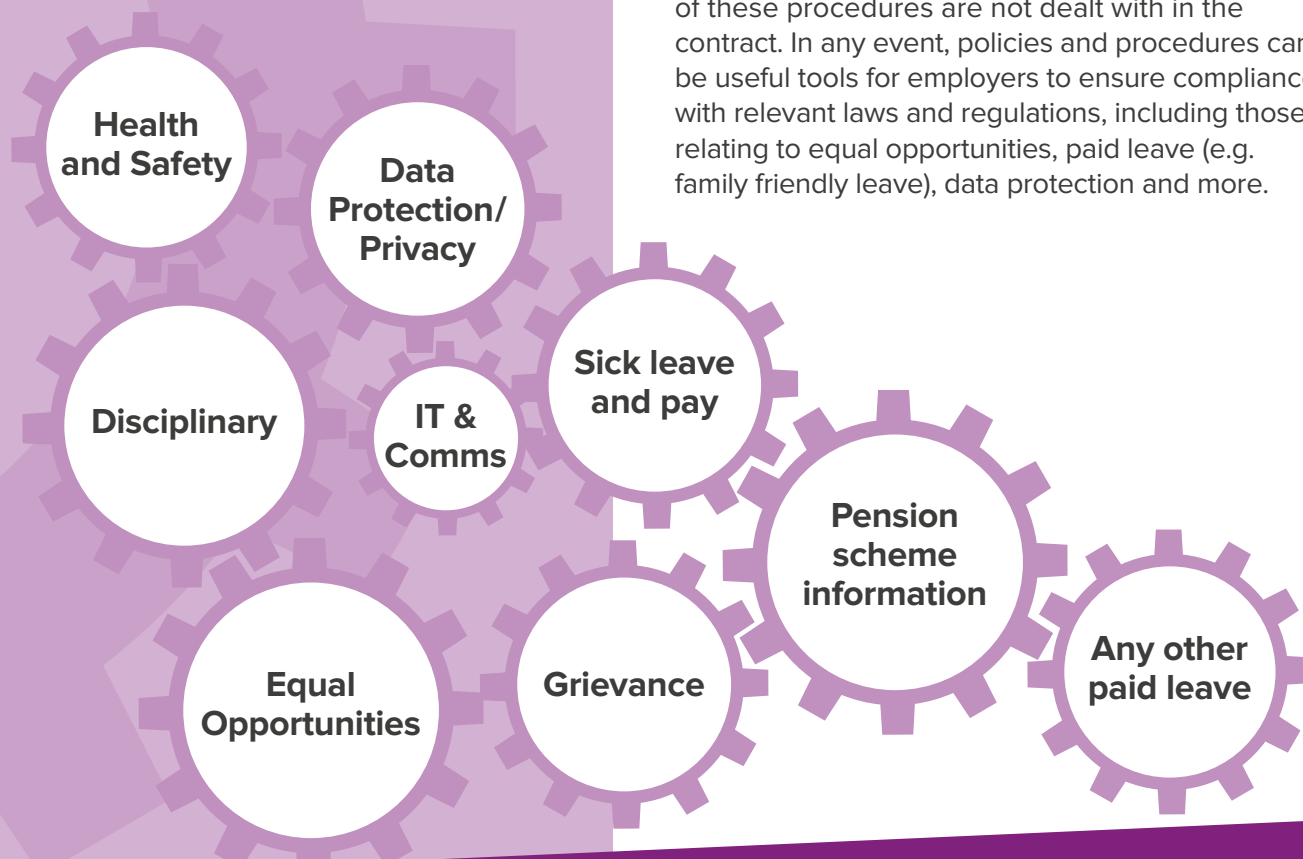 of these procedures are not dealt with in the
contract. In any event, policies and procedures can
be useful tools for employers to ensure compliance
with relevant laws and regulations, including those
relating to equal opportunities, paid leave (e.g.
family friendly leave), data protection and more.
Health
and Safety
Data
Protection/
Privacy
Disciplinary
IT &
Comms
Sick leave
and pay
Pension
scheme
information
Equal
Opportunities
Grievance
Any other
paid leave